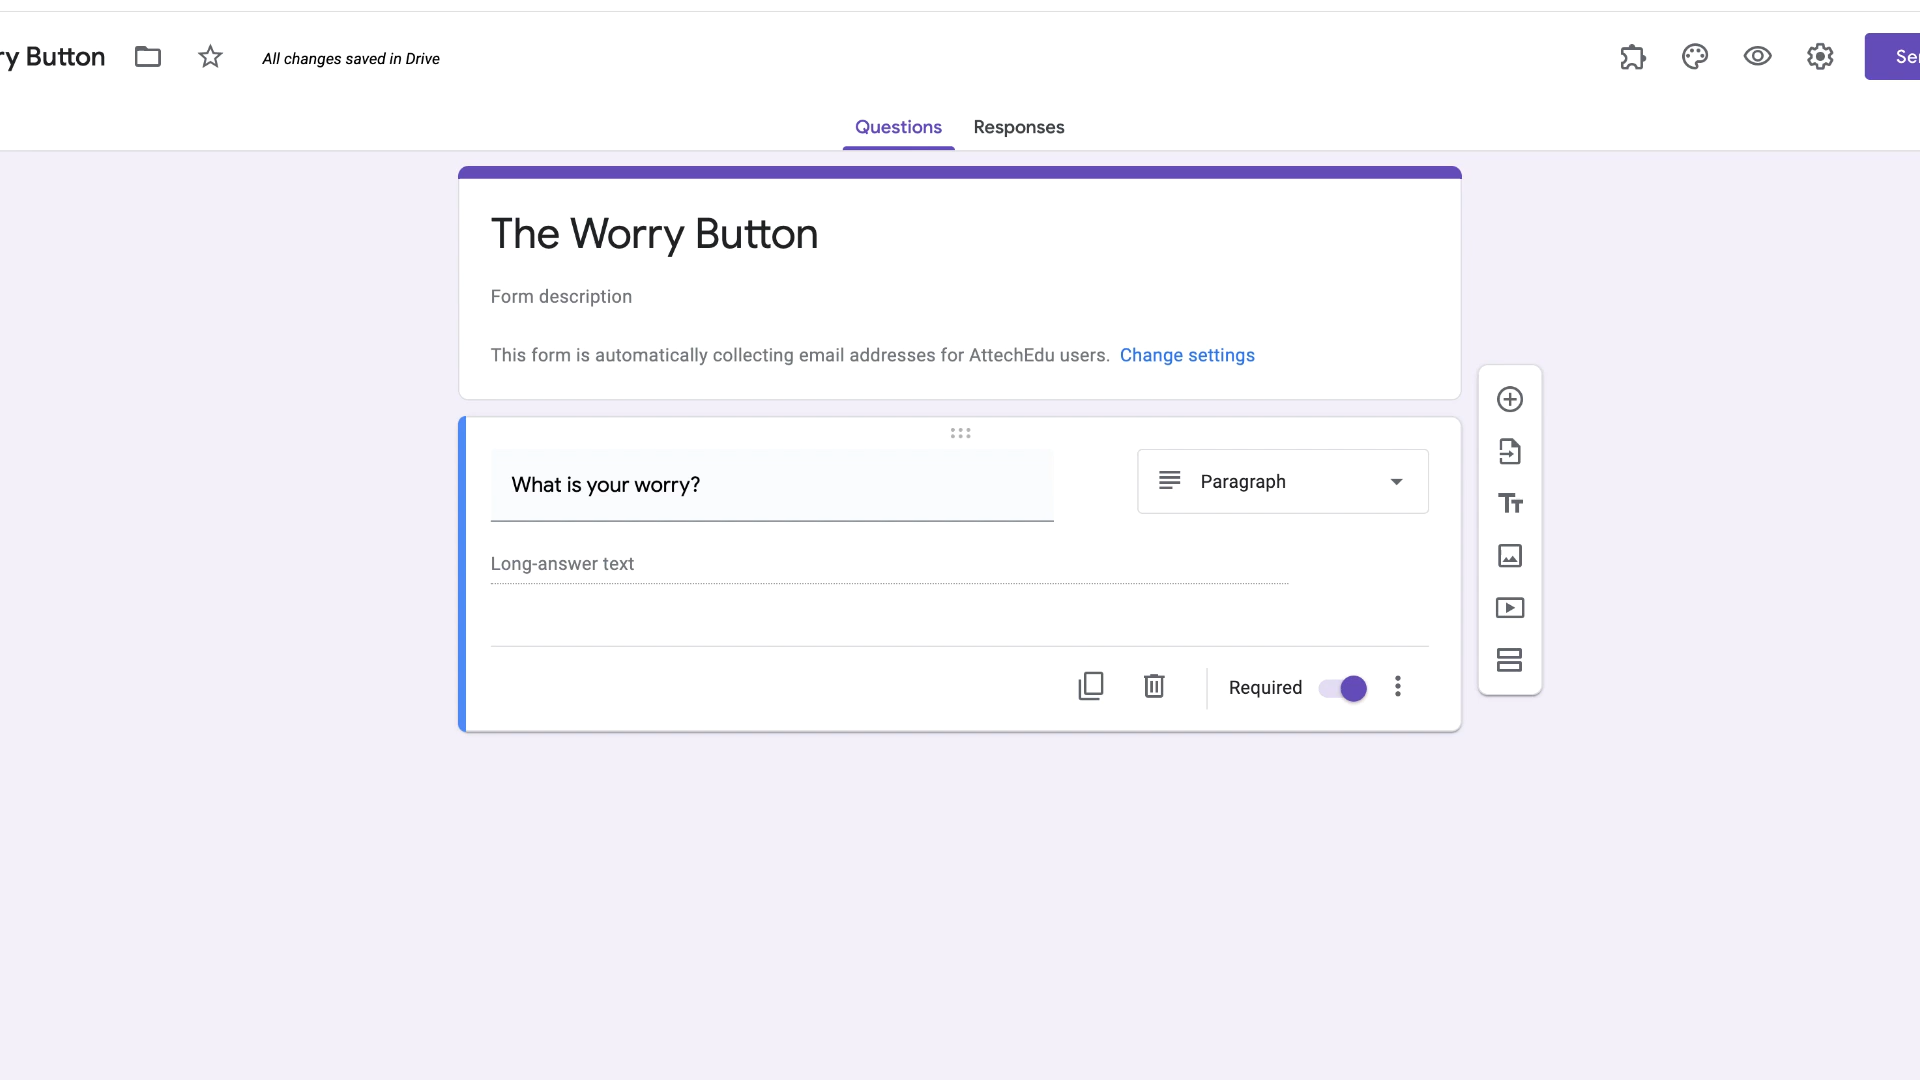 ry Button
All changes saved in Drive
Se
Questions
Responses
The Worry Button
Form description
This form is automatically collecting email addresses for AttechEdu users. Change settings
What is your worry?
Paragraph
Long-answer text
Required